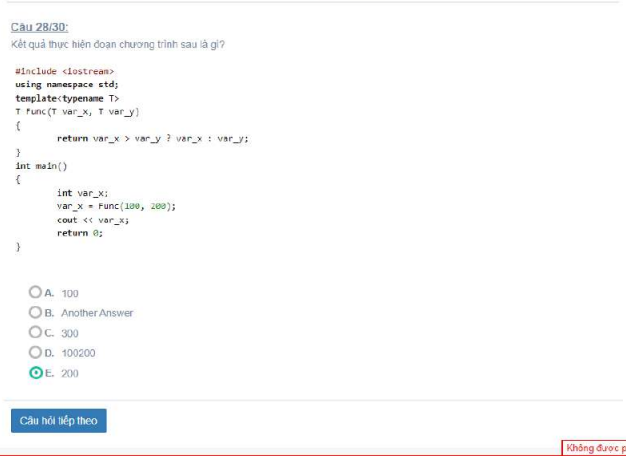 Câu 28/30:
Kết quả thực hiện đoạn chương trình sau là gì?
#include <iostream>
using namespace std;
template<typename T>
T Func(T var_x, T var_y)
{
return var_x > var_y ? var_x : var_y;
}
int main()
{
int var_x;
var_x = Func(100, 200);
cout << var_x;
return 0;
}
A. 100
B. Another Answer
C. 300
D. 100200
E. 200
Câu hỏi tiếp theo
Không được p